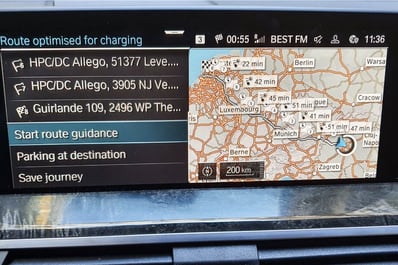 Route optimised for charging
3
00:55
BEST FM
11:36
HPC/DC Allego, 51377 Leve....
HPC/DC Allego, 3905 NJ Ve....
Guirlande 109, 2496 WP The...
Start route guidance
Parking at destination
Save journey
22 min
Berlin
Warsa
42 min
45 min
51 min
Cracow
Luxembourg
41 min
Munich
51 min
47 min
Berne
Zagreb
200 km